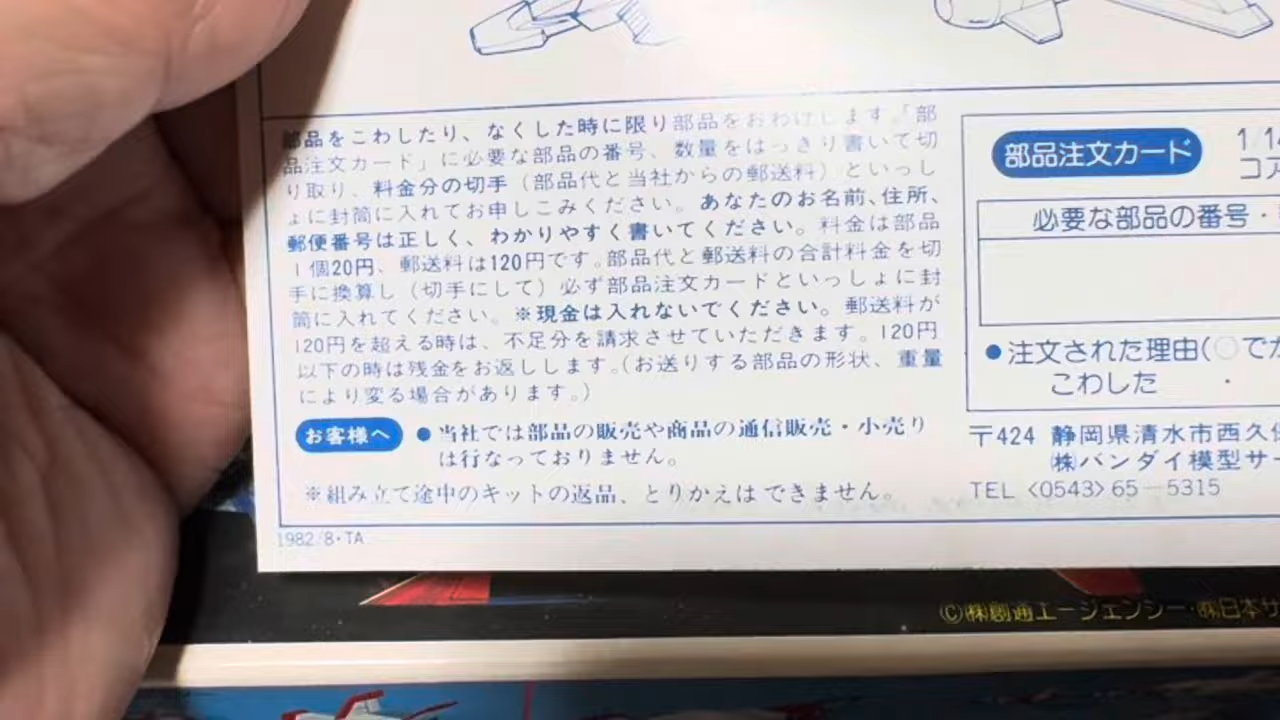 部品をこわしたり、なくした時に限り部品をおわけします。「部
品注文カード」に必要な部品の番号、数量をはっきり書いて切
り取り、料金分の切手（部品代と当社からの郵送料）といっし
ょに封筒に入れてお申しこみください。あなたのお名前、住所、
郵便番号は正しく、わかりやすく書いてください。料金は部品
1個20円、郵送料は120円です。部品代と郵送料の合計料金を切
手に換算し（切手にして）必ず部品注文カードといっしょに封
筒に入れてください。※現金は入れないでください。郵送料が
120円を超える時は、不足分を請求させていただきます。120円
以下の時は残金をお返しします。（お送りする部品の形状、重量
により変る場合があります。）
お客様へ ●当社では部品の販売や商品の通信販売・小売り
は行なっておりません。
※組み立て途中のキットの返品、とりかえはできません。
1982/8・TA
部品注文カード
コア
必要な部品の番号・
●注文された理由(○でか
こわした ・
〒424 静岡県清水市西久保
㈱バンダイ模型サー
TEL <0543> 65－5315
©㈱創通エージェンシー・㈱日本サ